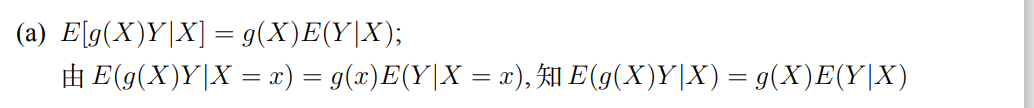 (a) E[g(X)Y|X] = g(X)E(Y|X);
由 E(g(X)Y|X = x) = g(x)E(Y|X = x), 知 E(g(X)Y|X) = g(X)E(Y|X)